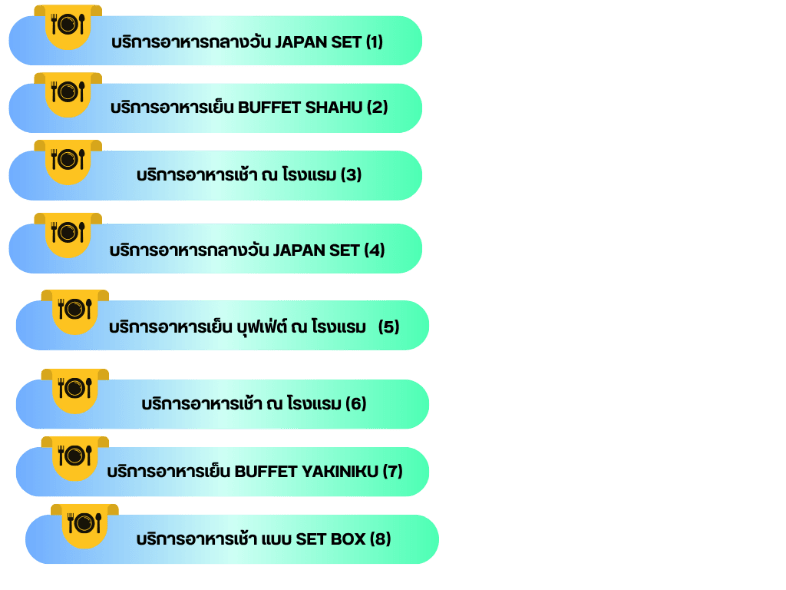 บริการอาหารกลางวัน JAPAN SET (1)
บริการอาหารเย็น BUFFET SHAHU (2)
บริการอาหารเช้า ณ โรงแรม (3)
บริการอาหารกลางวัน JAPAN SET (4)
บริการอาหารเย็น บุฟเฟ่ต์ ณ โรงแรม (5)
บริการอาหารเช้า ณ โรงแรม (6)
บริการอาหารเย็น BUFFET YAKINIKU (7)
บริการอาหารเช้า แบบ SET BOX (8)